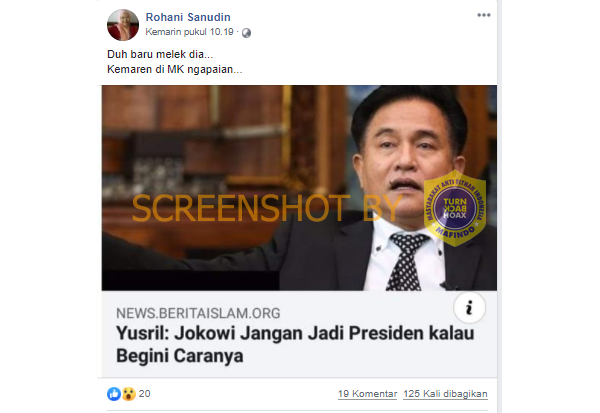 Rohani Sanudin
Kemarin pukul 10.19 ·
Duh baru melek dia...
Kemaren di MK ngapaian...
SCREENSHOT BY
MASYARAKAT ANTI FITNAH INDONESIA
TURN
BACK
HOAX
MAFINDO
NEWS.BERITAISLAM.ORG
i
Yusril: Jokowi Jangan Jadi Presiden kalau
Begini Caranya
20
19 Komentar 125 Kali dibagikan